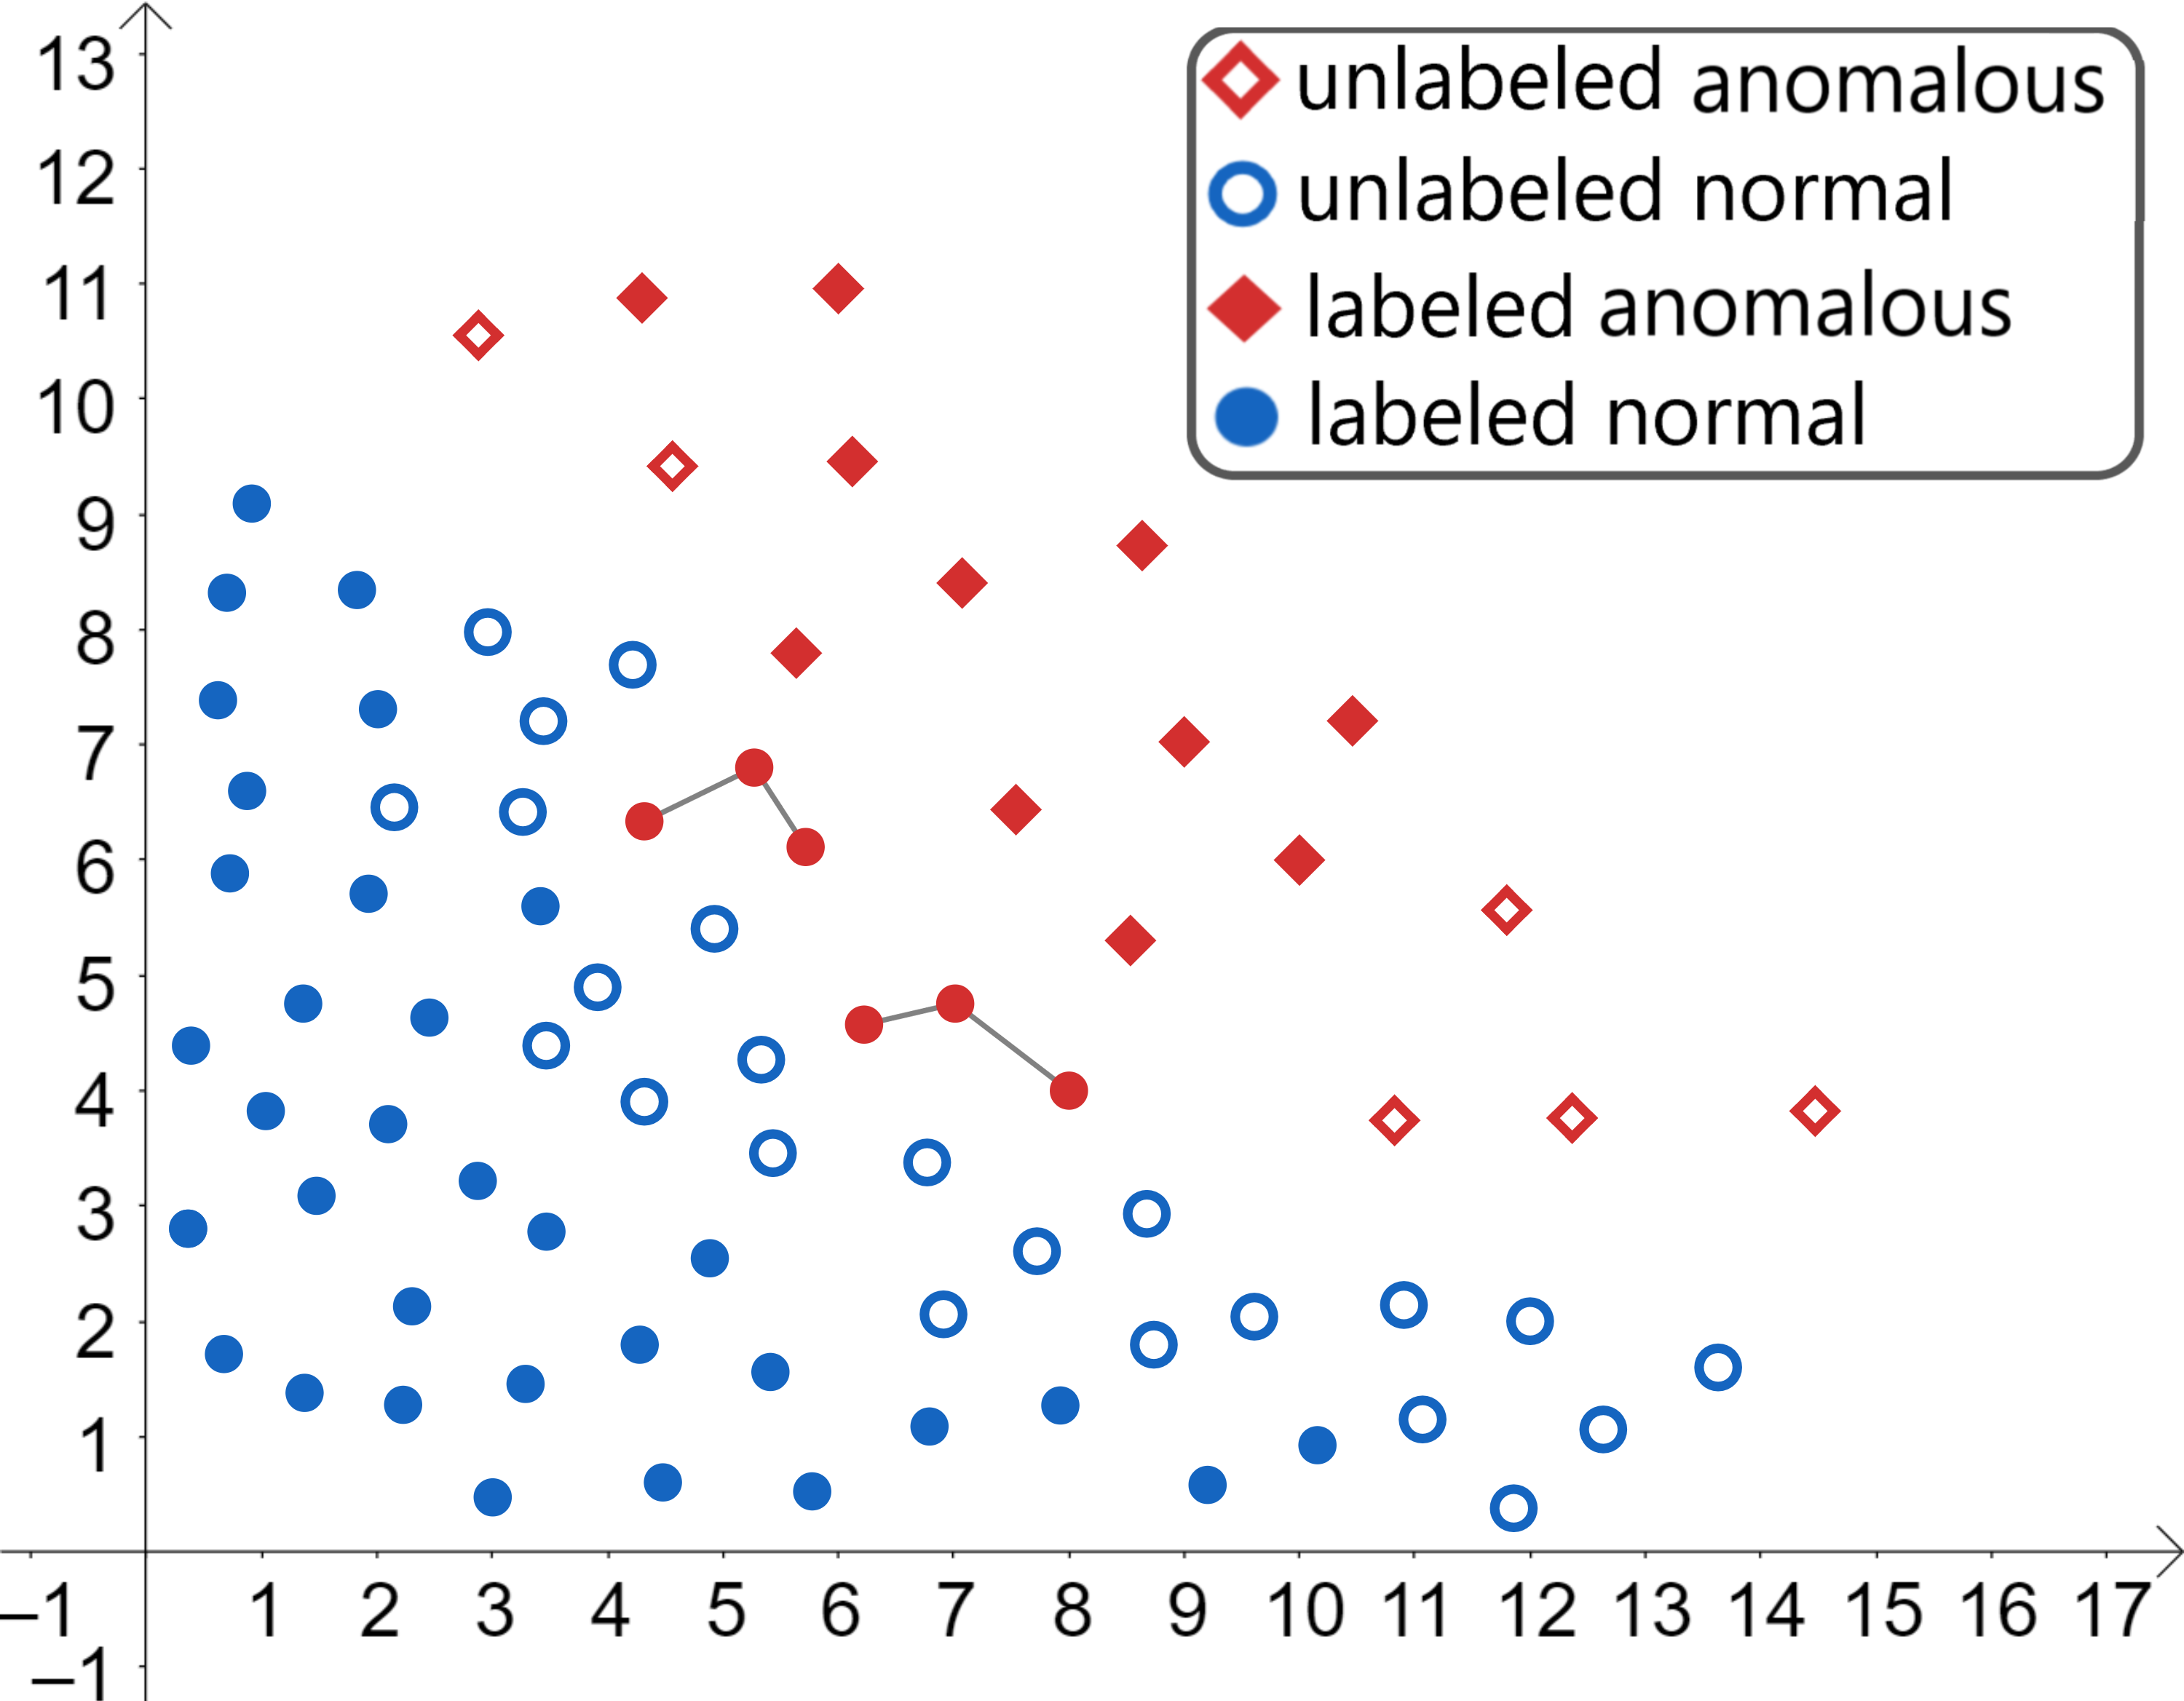 13
12
11
10
9
8
7
6
5
4
3
2
1
–1
unlabeled anomalous
unlabeled normal
labeled anomalous
labeled normal
–1 1 2 3 4 5 6 7 8 9 10 11 12 13 14 15 16 17